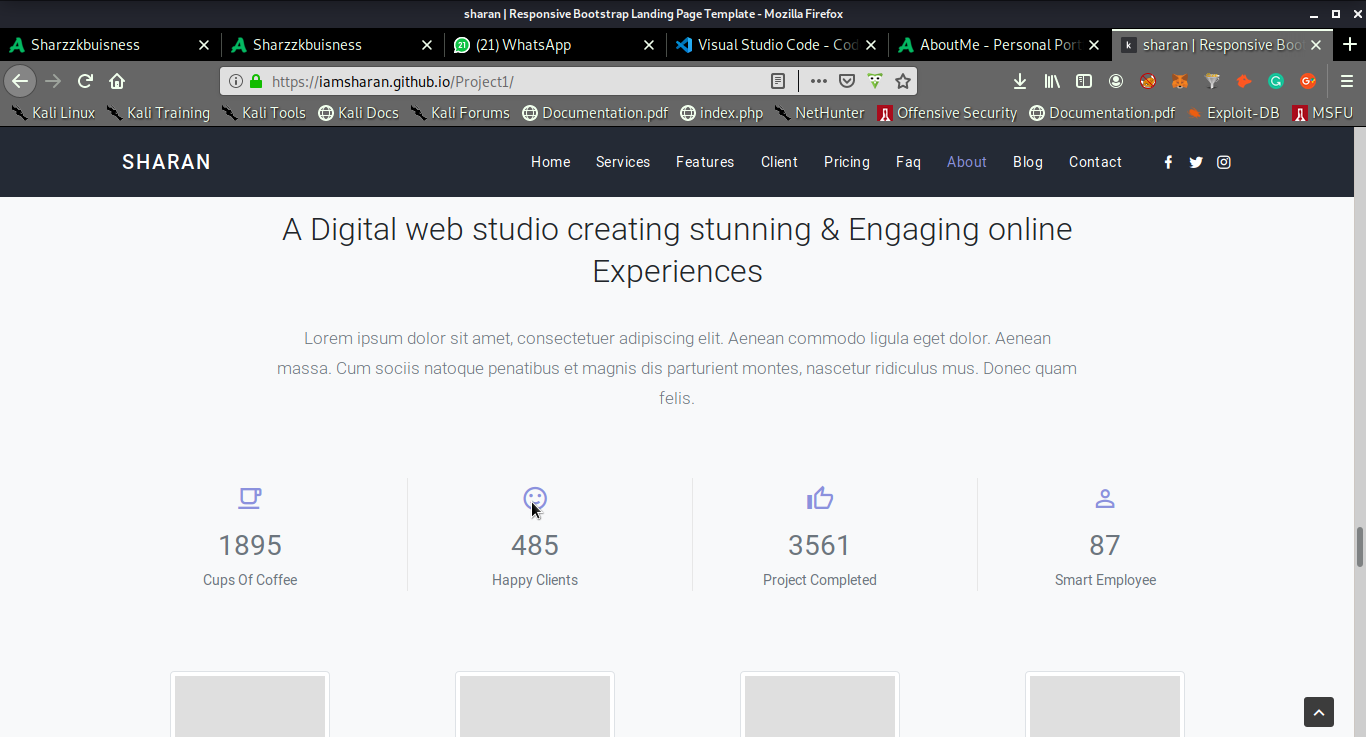 sharan | Responsive Bootstrap Landing Page Template - Mozilla Firefox
Sharzzkbuisness
Sharzzkbuisness
(21) WhatsApp
Visual Studio Code - Cod
AboutMe - Personal Port
k sharan | Responsive Boo
https://iamsharan.github.io/Project1/
Kali Linux Kali Training Kali Tools Kali Docs Kali Forums Documentation.pdf index.php NetHunter Offensive Security Documentation.pdf Exploit-DB MSFU
SHARAN Home Services Features Client Pricing Faq About Blog Contact
A Digital web studio creating stunning & Engaging online
Experiences
Lorem ipsum dolor sit amet, consectetuer adipiscing elit. Aenean commodo ligula eget dolor. Aenean
massa. Cum sociis natoque penatibus et magnis dis parturient montes, nascetur ridiculus mus. Donec quam
felis.
1895
Cups Of Coffee
485
Happy Clients
3561
Project Completed
87
Smart Employee